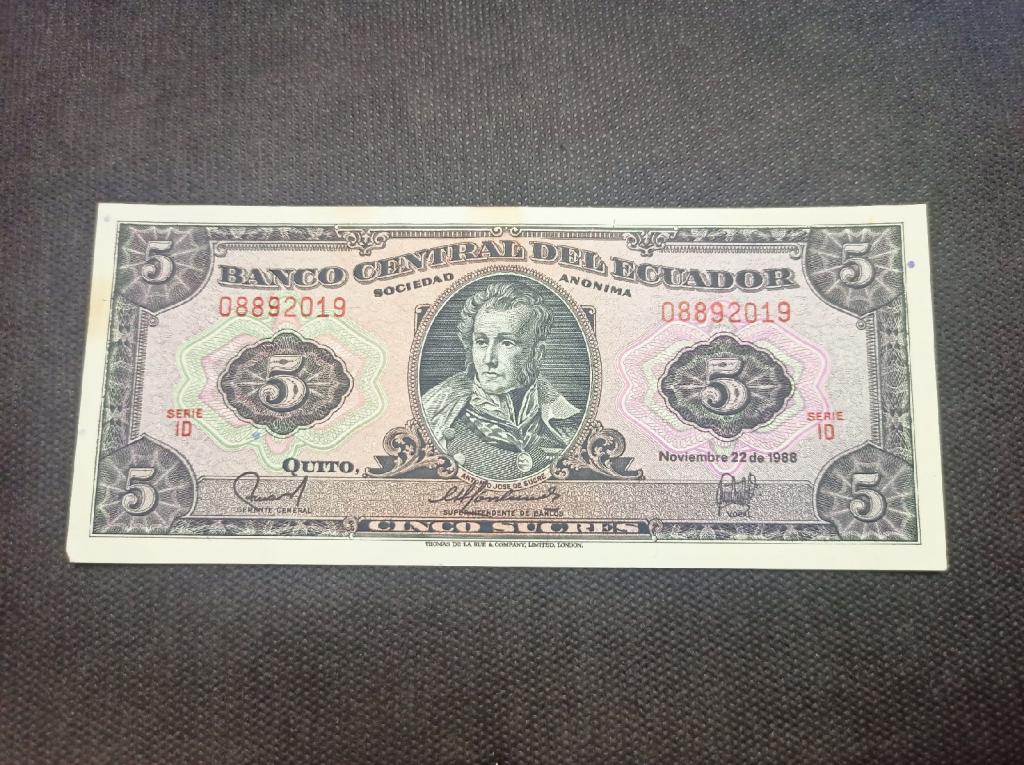 5 5
BANCO CENTRAL DEL ECUADOR
SOCIEDAD ANONIMA
08892019 08892019
5 5
SERIE SERIE
ID ID
QUITO, Noviembre 22 de 1988
ANTONIO JOSE DE SUCRE
5 5
GERENTE GENERAL SUPERINTENDENTE DE BANCOS VOCAL
CINCO SUCRES
THOMAS DE LA RUE & COMPANY, LIMITED, LONDON.